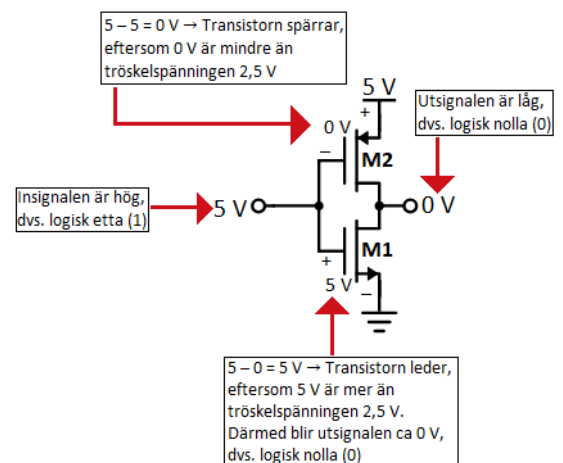 5 – 5 = 0 V → Transistorn spärrar,
eftersom 0 V är mindre än
tröskelspänningen 2,5 V
5 V
+
0 V
–
M2
Utsignalen är låg,
dvs. logisk nolla (0)
Insignalen är hög,
dvs. logisk etta (1)
5 V
0 V
M1
+
5 V
–
5 – 0 = 5 V → Transistorn leder,
eftersom 5 V är mer än
tröskelspänningen 2,5 V.
Därmed blir utsignalen ca 0 V,
dvs. logisk nolla (0)